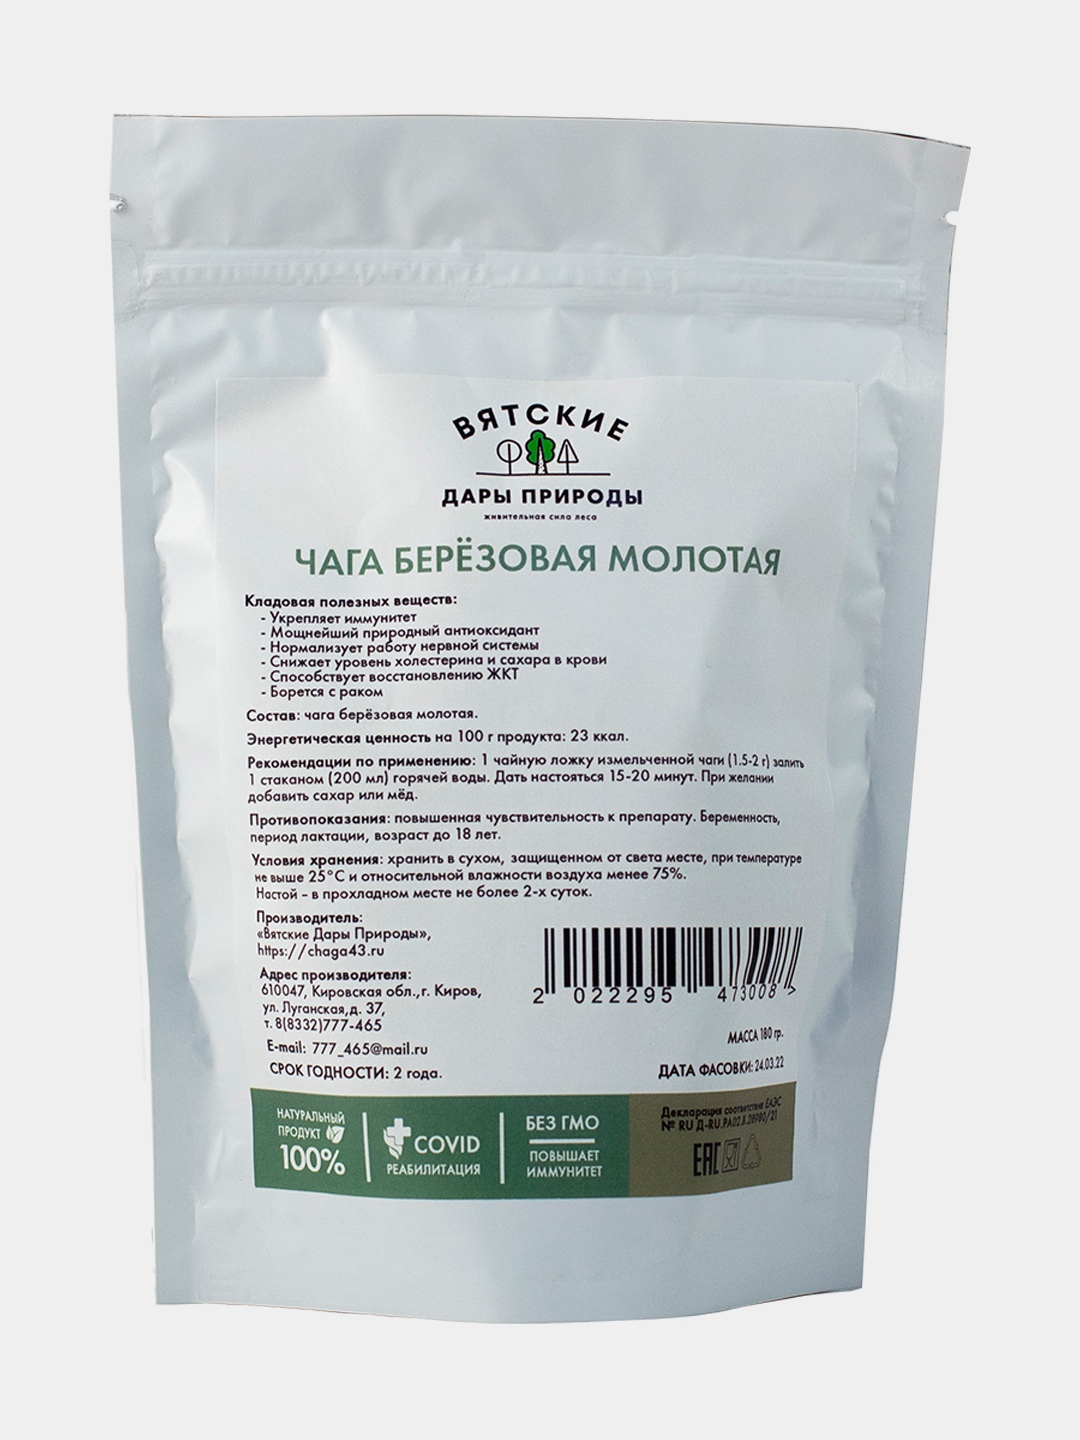 ВЯТСКИЕ
ДАРЫ ПРИРОДЫ
живительная сила леса
ЧАГА БЕРЁЗОВАЯ МОЛОТАЯ
Кладовая полезных веществ:
- Укрепляет иммунитет
- Мощнейший природный антиоксидант
- Нормализует работу нервной системы
- Снижает уровень холестерина и сахара в крови
- Способствует восстановлению ЖКТ
- Борется с раком
Состав: чага берёзовая молотая.
Энергетическая ценность на 100 г продукта: 23 ккал.
Рекомендации по применению: 1 чайную ложку измельченной чаги (1.5-2 г) залить
1 стаканом (200 мл) горячей воды. Дать настояться 15-20 минут. При желании
добавить сахар или мёд.
Противопоказания: повышенная чувствительность к препарату. Беременность,
период лактации, возраст до 18 лет.
Условия хранения: хранить в сухом, защищенном от света месте, при температуре
не выше 25°С и относительной влажности воздуха менее 75%.
Настой – в прохладном месте не более 2-х суток.
Производитель:
«Вятские Дары Природы»,
https://chaga43.ru
Адрес производителя:
610047, Кировская обл.,г. Киров,
ул. Луганская,д. 37,
т. 8(8332)777-465
E-mail: 777_465@mail.ru
СРОК ГОДНОСТИ: 2 года.
2 022295 473008 >
МАССА 180 гр.
ДАТА ФАСОВКИ: 24.03.22
НАТУРАЛЬНЫЙ
ПРОДУКТ
100%
COVID
РЕАБИЛИТАЦИЯ
БЕЗ ГМО
ПОВЫШАЕТ
ИММУНИТЕТ
Декларация соответствия ЕАЭС
№ RU Д-RU.РА02.В.28980/21
EAC